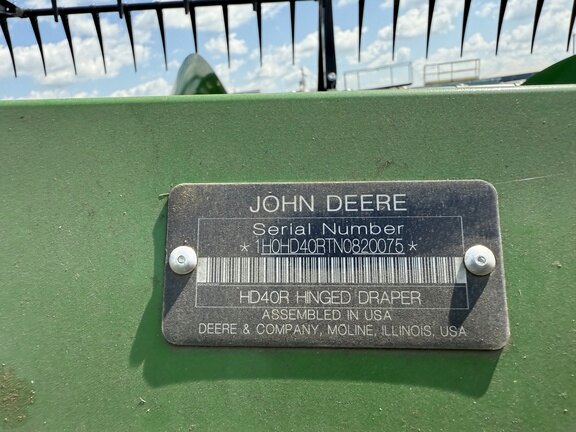 JOHN DEERE
Serial Number
*1H0HD40RTN0820075*
HD40R HINGED DRAPER
ASSEMBLED IN USA
DEERE & COMPANY, MOLINE, ILLINOIS, USA